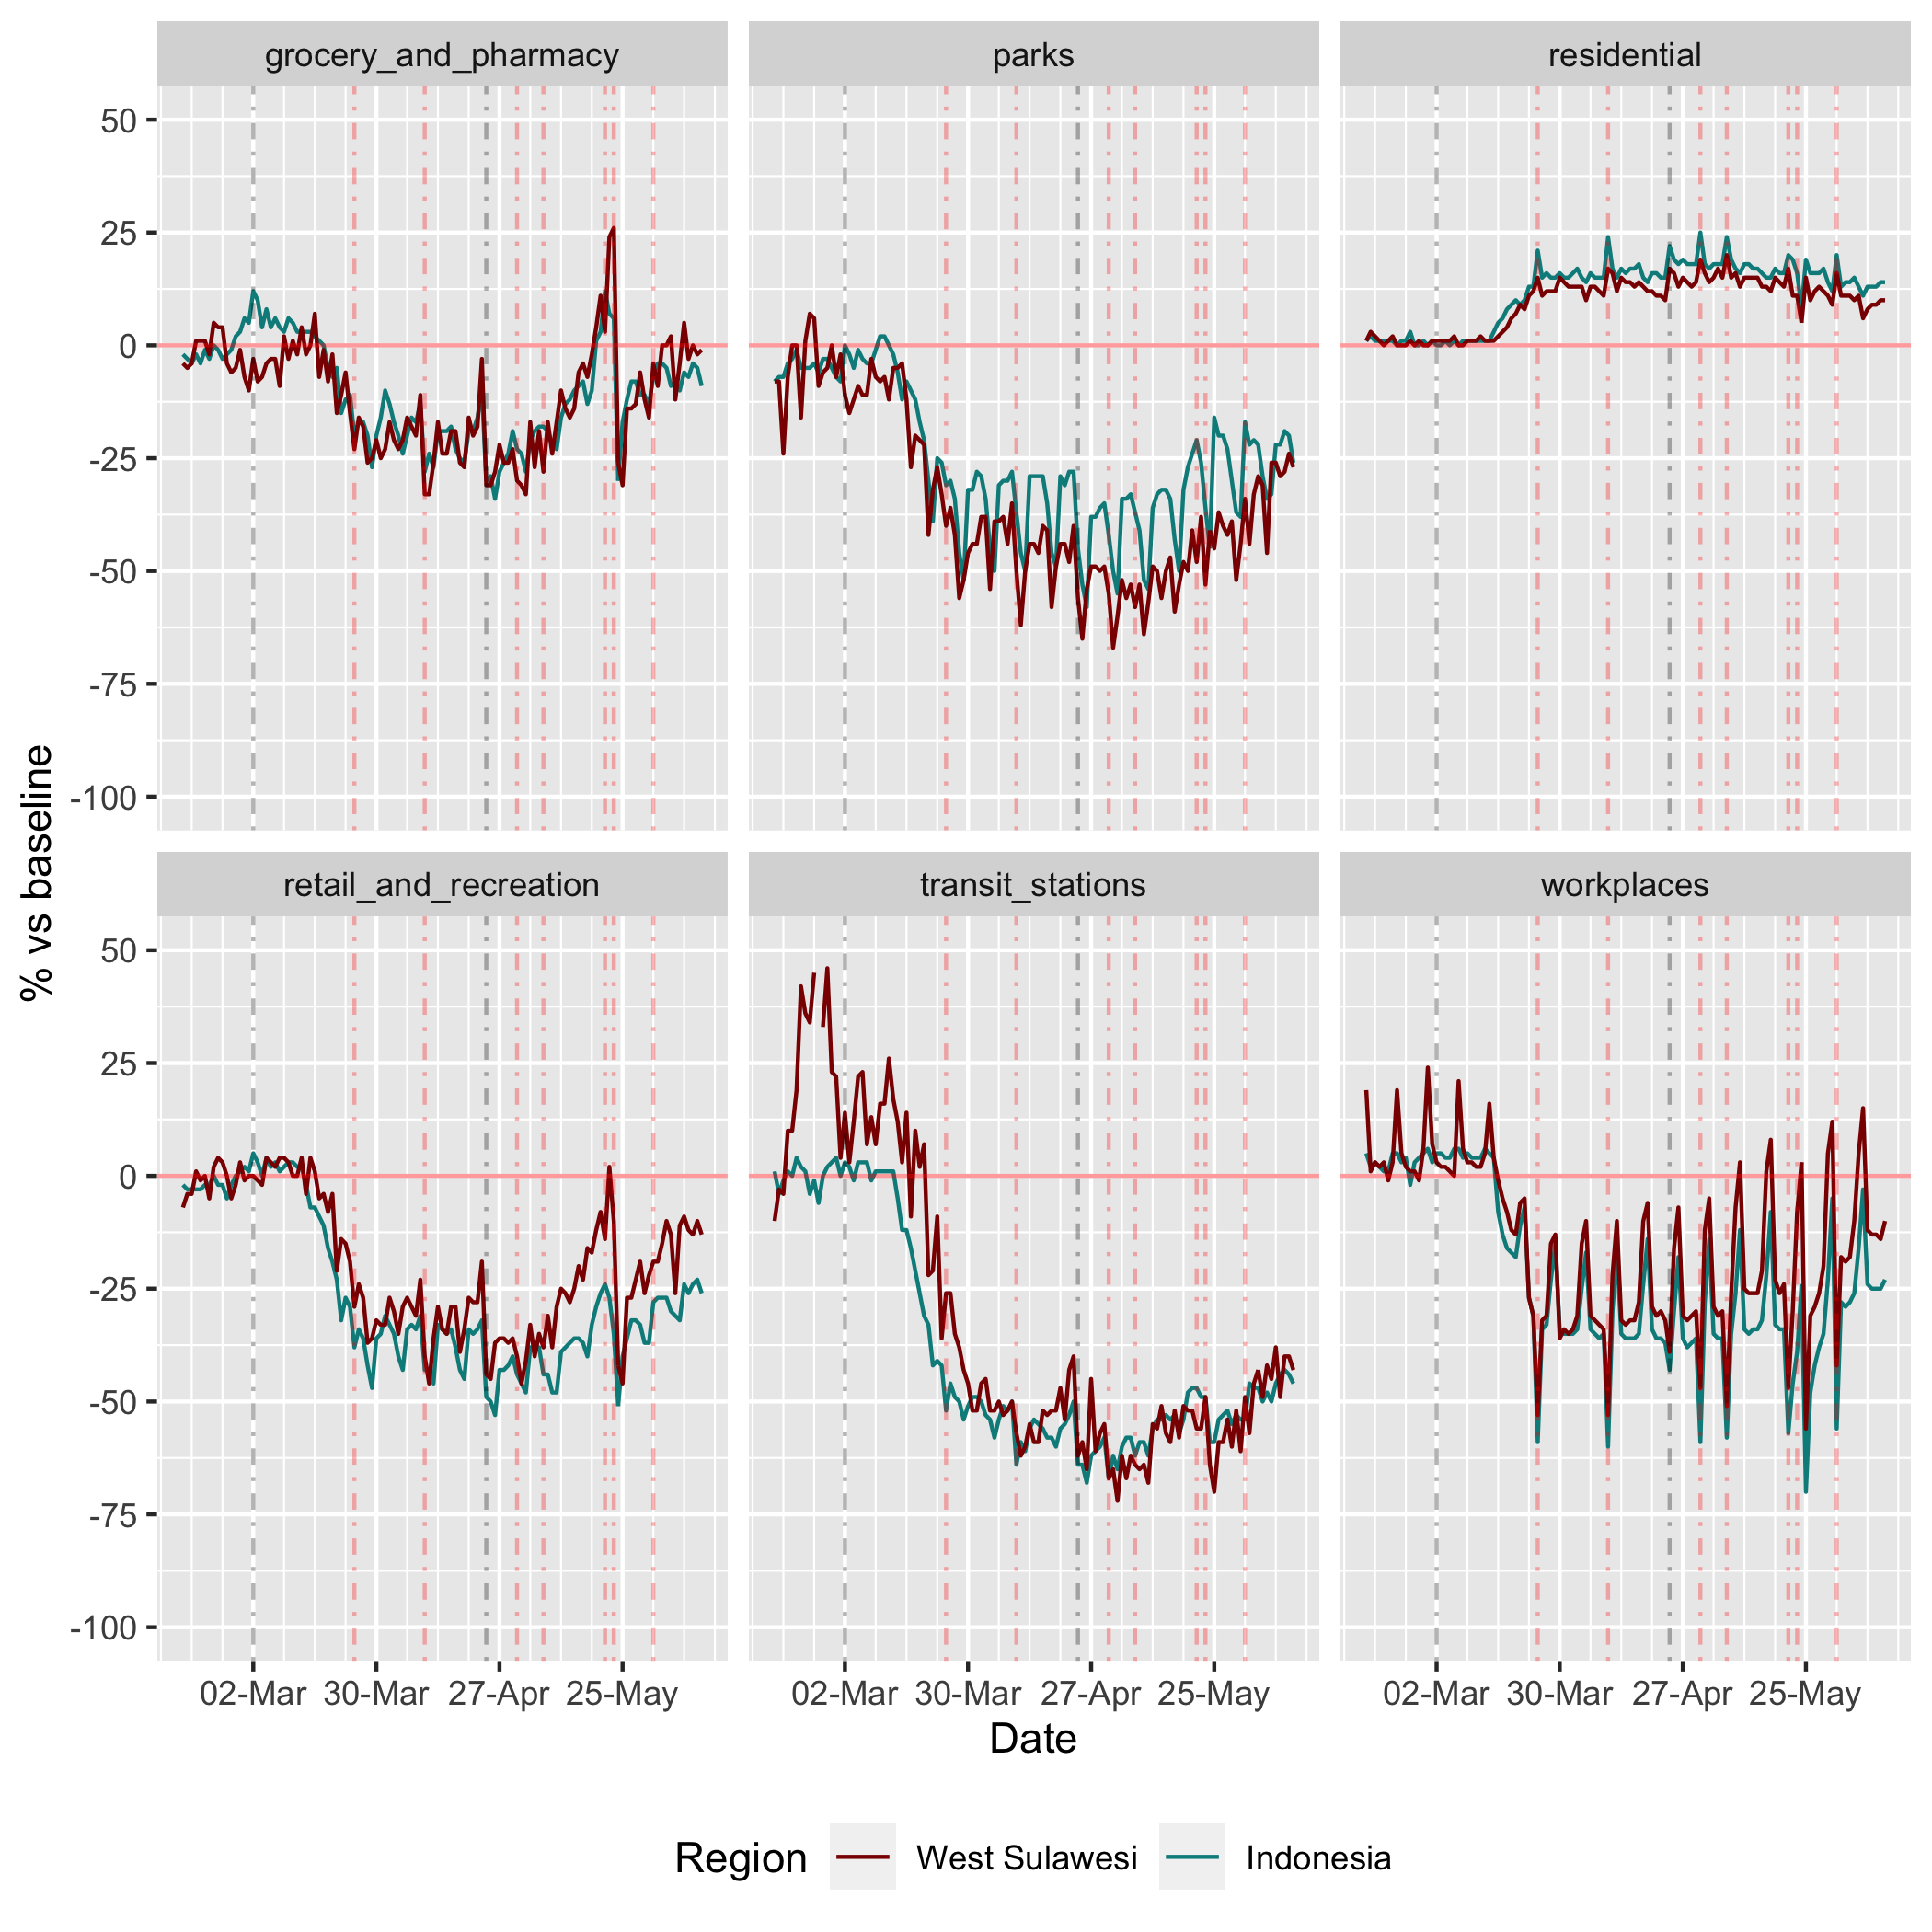 grocery_and_pharmacy parks residential
50
25
0
-25
-50
-75
-100
retail_and_recreation transit_stations workplaces
50
25
0
-25
-50
-75
-100
% vs baseline
02-Mar 30-Mar 27-Apr 25-May 02-Mar 30-Mar 27-Apr 25-May 02-Mar 30-Mar 27-Apr 25-May
Date
Region West Sulawesi Indonesia